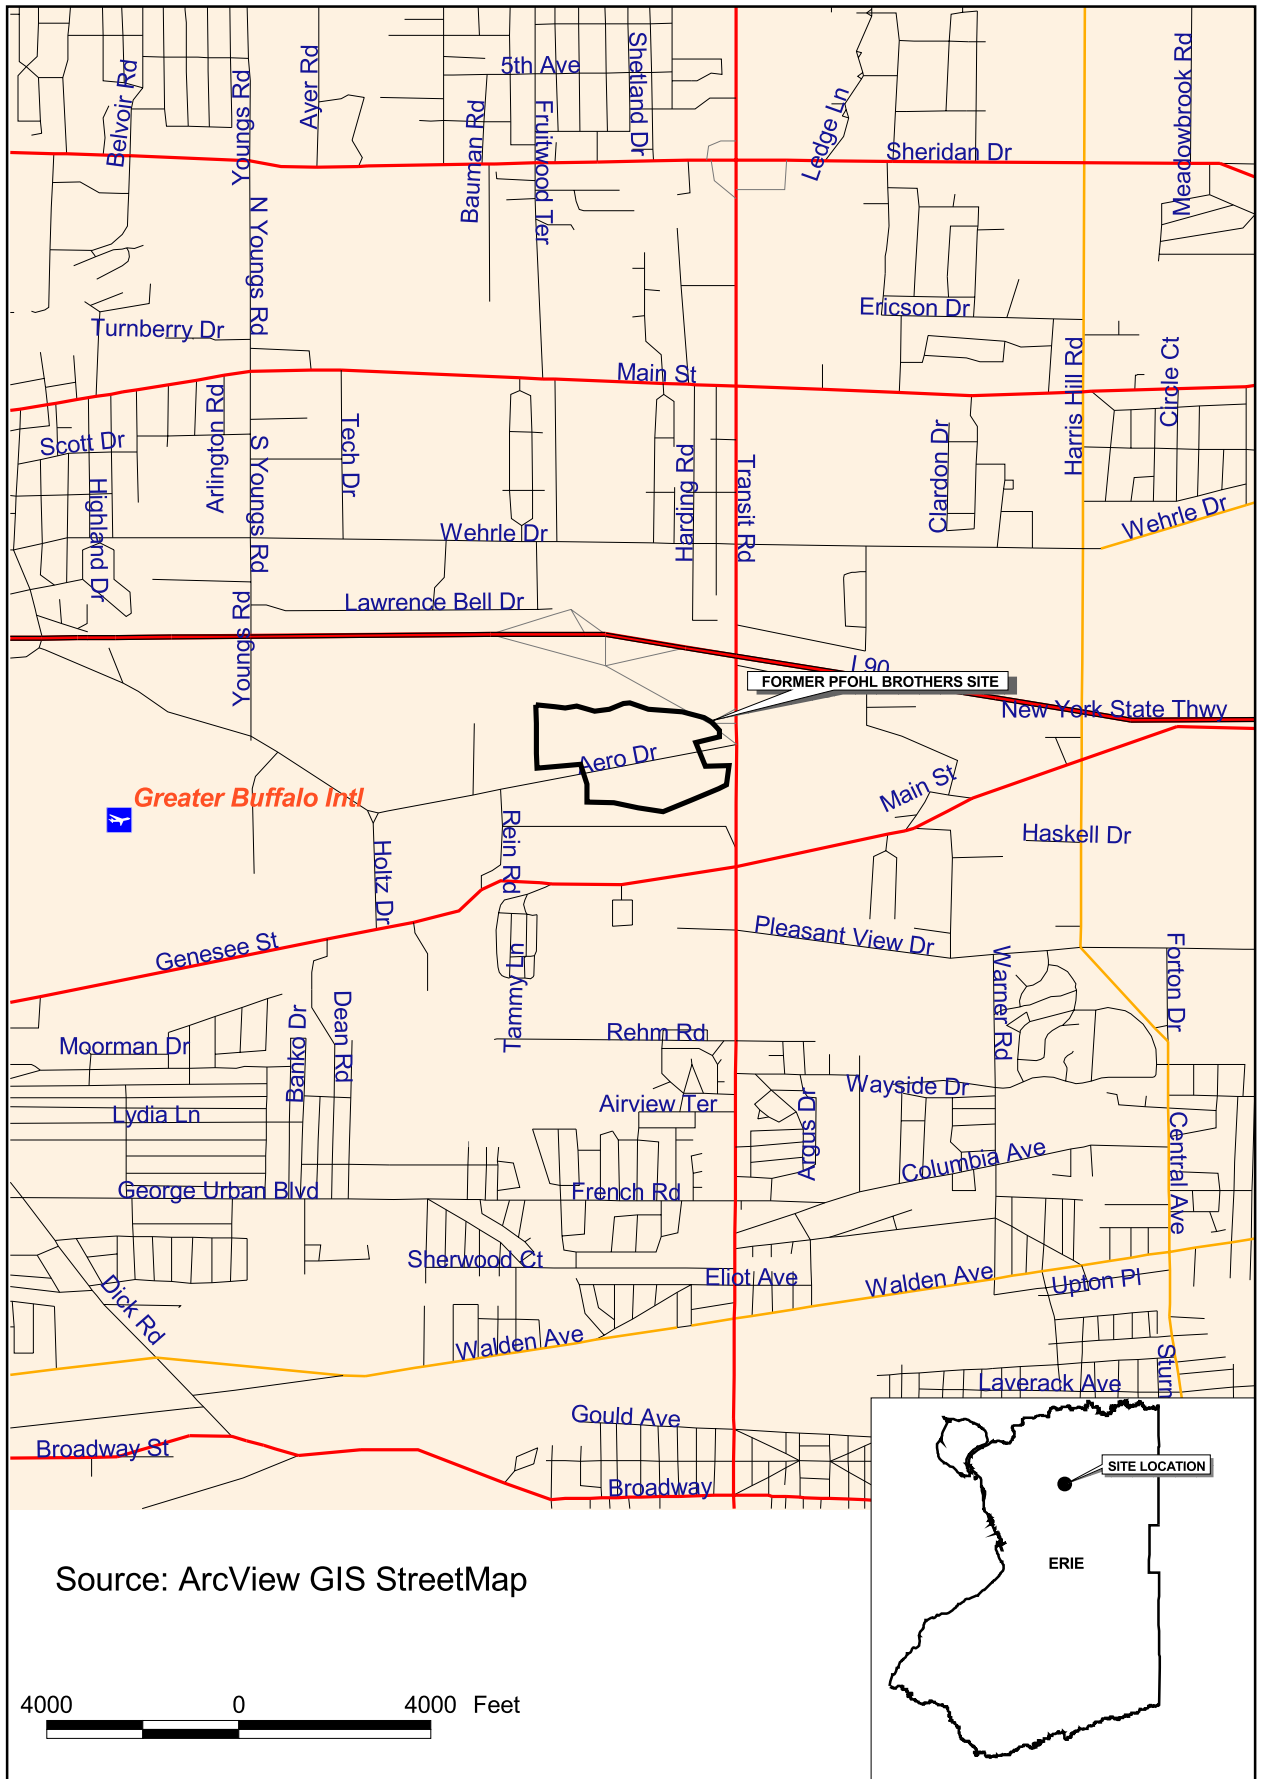 5th Ave
Shetland Dr
Belvoir Rd
Youngs Rd
Ayer Rd
Bauman Rd
Fruitwood Ter
Ledge Ln
Sheridan Dr
Meadowbrook Rd
N Youngs Rd
Turnberry Dr
Ericson Dr
Main St
Harris Hill Rd
Circle Ct
Scott Dr
Arlington Rd
S Youngs Rd
Tech Dr
Harding Rd
Transit Rd
Clardon Dr
Highland Dr
Wehrle Dr
Wehrle Dr
Lawrence Bell Dr
Youngs Rd
I 90
FORMER PFOHL BROTHERS SITE
New York State Thwy
Aero Dr
Greater Buffalo Intl
Main St
Rein Rd
Haskell Dr
Holtz Dr
Genesee St
Pleasant View Dr
Tammy Ln
Warner Rd
Forton Dr
Moorman Dr
Banko Dr
Dean Rd
Rehm Rd
Wayside Dr
Lydia Ln
Airview Ter
Argus Dr
Columbia Ave
Central Ave
George Urban Blvd
French Rd
Sherwood Ct
Eliot Ave
Walden Ave
Upton Pl
Dick Rd
Walden Ave
Sturn
Laverack Ave
Gould Ave
Broadway St
Broadway
SITE LOCATION
ERIE
Source: ArcView GIS StreetMap
4000 0 4000 Feet